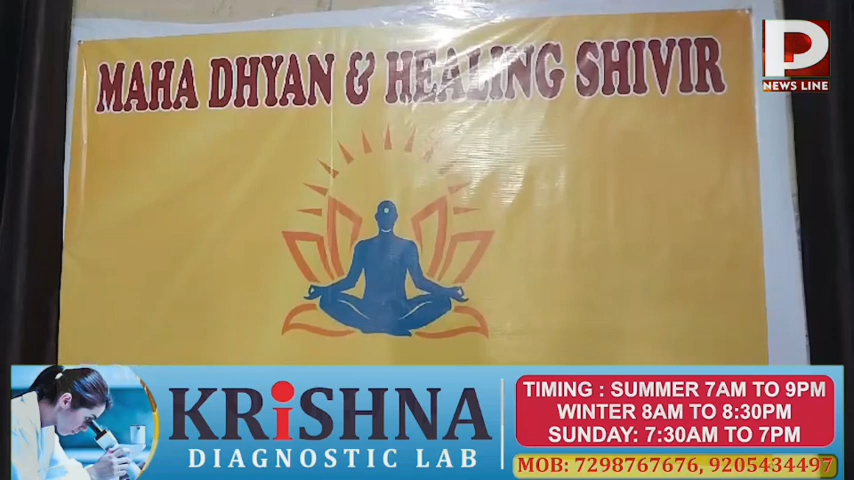 MAHA DHYAN & HEALING SHIVIR
P
NEWS LINE
KRiSHNA
DIAGNOSTIC LAB
TIMING : SUMMER 7AM TO 9PM
WINTER 8AM TO 8:30PM
SUNDAY: 7:30AM TO 7PM
MOB: 7298767676, 9205434497